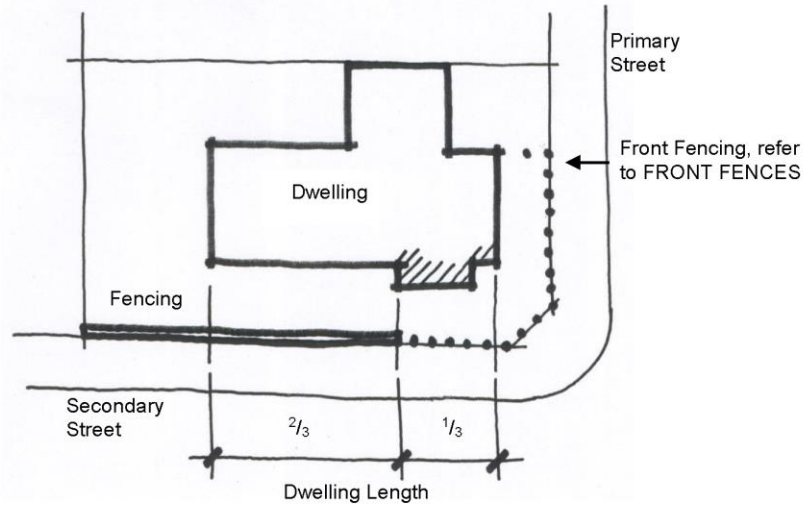 Primary
Street
Front Fencing, refer
to FRONT FENCES
Dwelling
Fencing
Secondary
Street
2/3
1/3
Dwelling Length